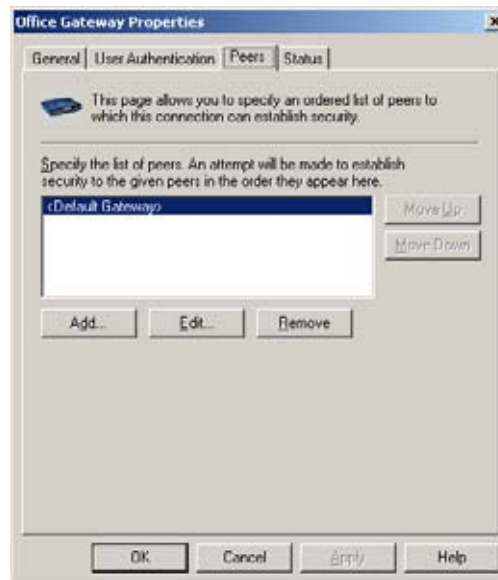 Office Gateway Properties
General User Authentication Peers Status
This page allows you to specify an ordered list of peers to
which this connection can establish security.
Specify the list of peers. An attempt will be made to establish
security to the given peers in the order they appear here.
<Default Gateway>
Move Up
Move Down
Add... Edit... Remove
OK Cancel Apply Help